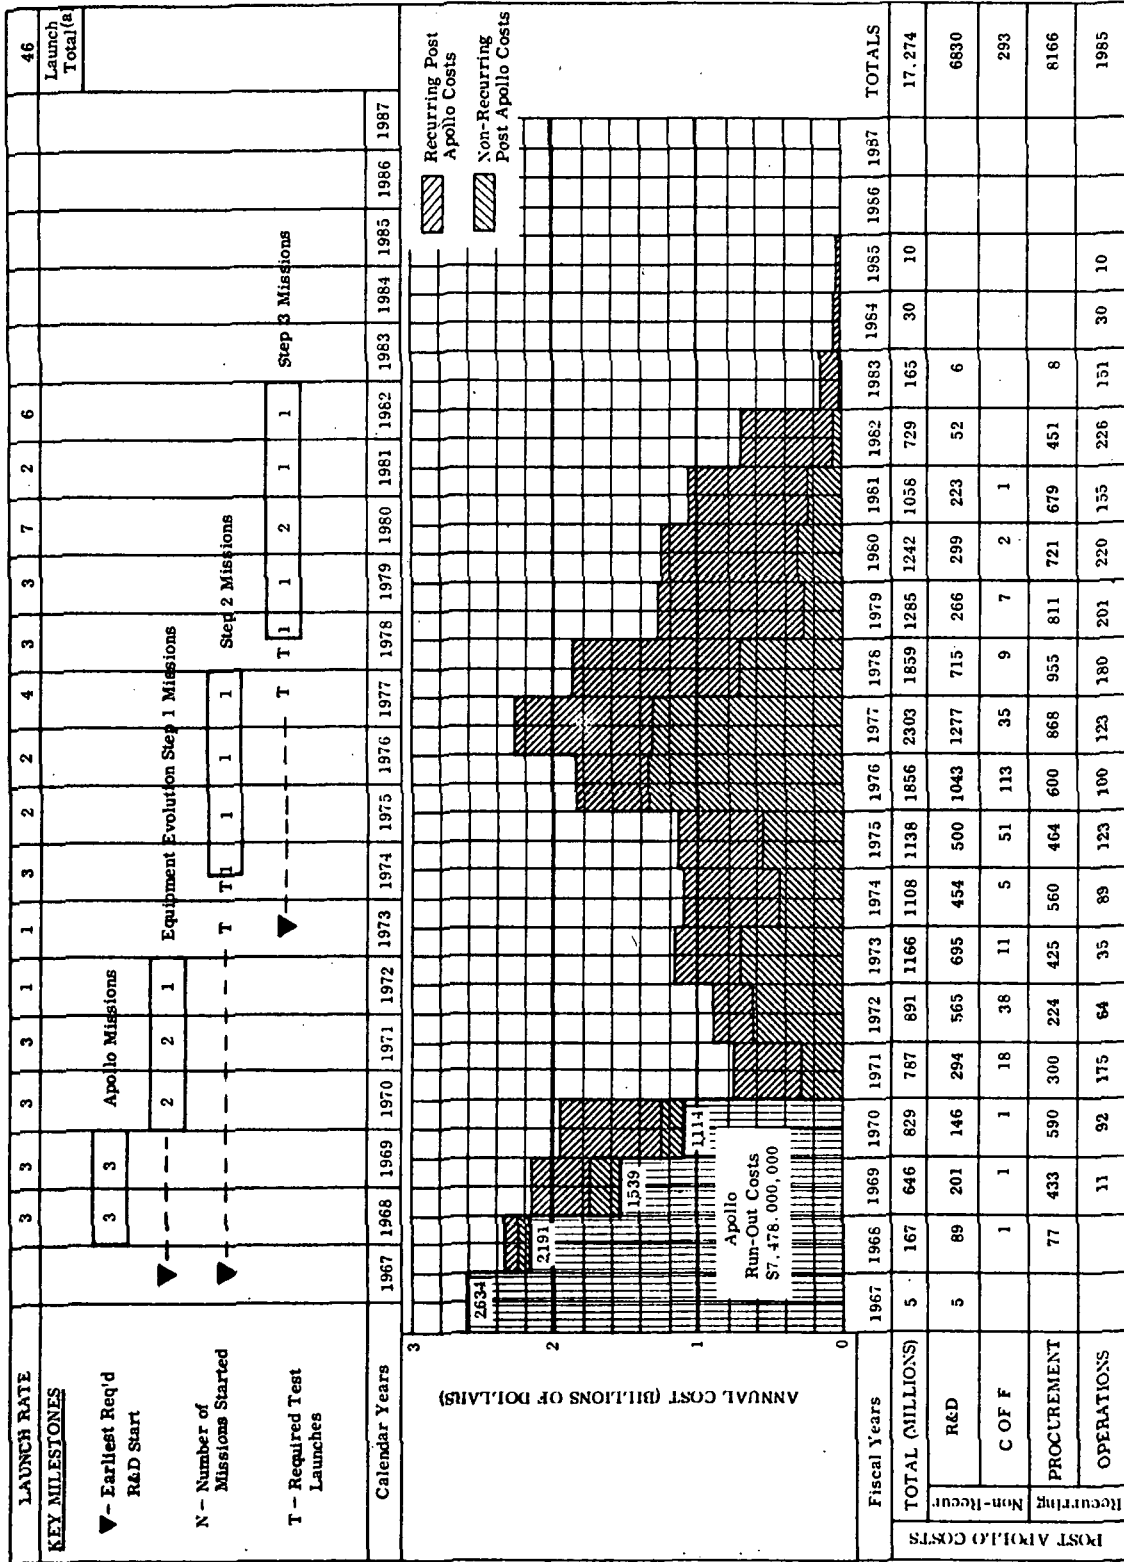 LAUNCH RATE 3 3 3 3 1 1 3 2 2 4 3 3 7 2 6 46
KEY MILESTONES
Launch
Total(a)
▼ - Earliest Req'd
R&D Start
N - Number of
Missions Started
T - Required Test
Launches
3 3 Apollo Missions
2 2 1 Equipment Evolution Step 1 Missions
T T 1 1 1 1 Step 2 Missions
T T 1 1 2 1 1 Step 3 Missions
Calendar Years 1967 1968 1969 1970 1971 1972 1973 1974 1975 1976 1977 1978 1979 1980 1981 1982 1983 1984 1985 1986 1987
ANNUAL COST (BILLIONS OF DOLLARS)
3
2
1
0
2634
2191
1539
1,114
Apollo
Run-Out Costs
$7,478,000,000
Recurring Post
Apollo Costs
Non-Recurring
Post Apollo Costs
Fiscal Years 1967 1968 1969 1970 1971 1972 1973 1974 1975 1976 1977 1978 1979 1980 1981 1982 1983 1984 1985 1986 1987 TOTALS
POST APOLLO COSTS
TOTAL (MILLIONS) 5 167 646 829 787 891 1166 1108 1138 1856 2303 1859 1285 1242 1058 729 165 30 10 17.274
Non-Recur
R&D 5 89 201 146 294 565 695 454 500 1043 1277 715 266 299 223 52 6 6830
C OF F 1 1 1 18 38 11 5 51 113 35 9 7 2 1 293
Recurring
PROCUREMENT 77 433 590 300 224 425 560 464 600 868 955 811 721 679 451 8 8166
OPERATIONS 11 92 175 64 35 89 123 100 123 180 201 220 155 226 151 30 10 1985